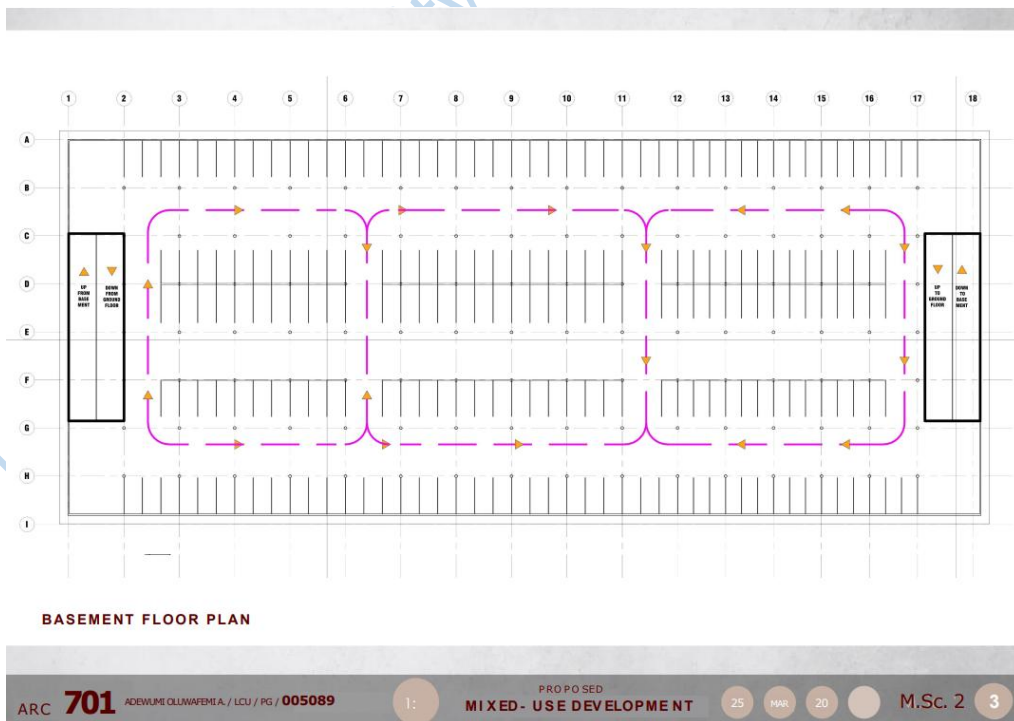 1 2 3 4 5 6 7 8 9 10 11 12 13 14 15 16 17 18
A
B
C
D
E
F
G
H
I
UP
FROM
BASE
MENT
DOWN
FROM
GROUND
FLOOR
UP
TO
GROUND
FLOOR
DOWN
TO
BASE
MENT
BASEMENT FLOOR PLAN
ARC 701 ADEWUMI OLUWAFEMI A. / LCU / PG / 005089
1:
PROPOSED
MIXED- USE DEVELOPMENT
25 MAR 20
M.Sc. 2 3